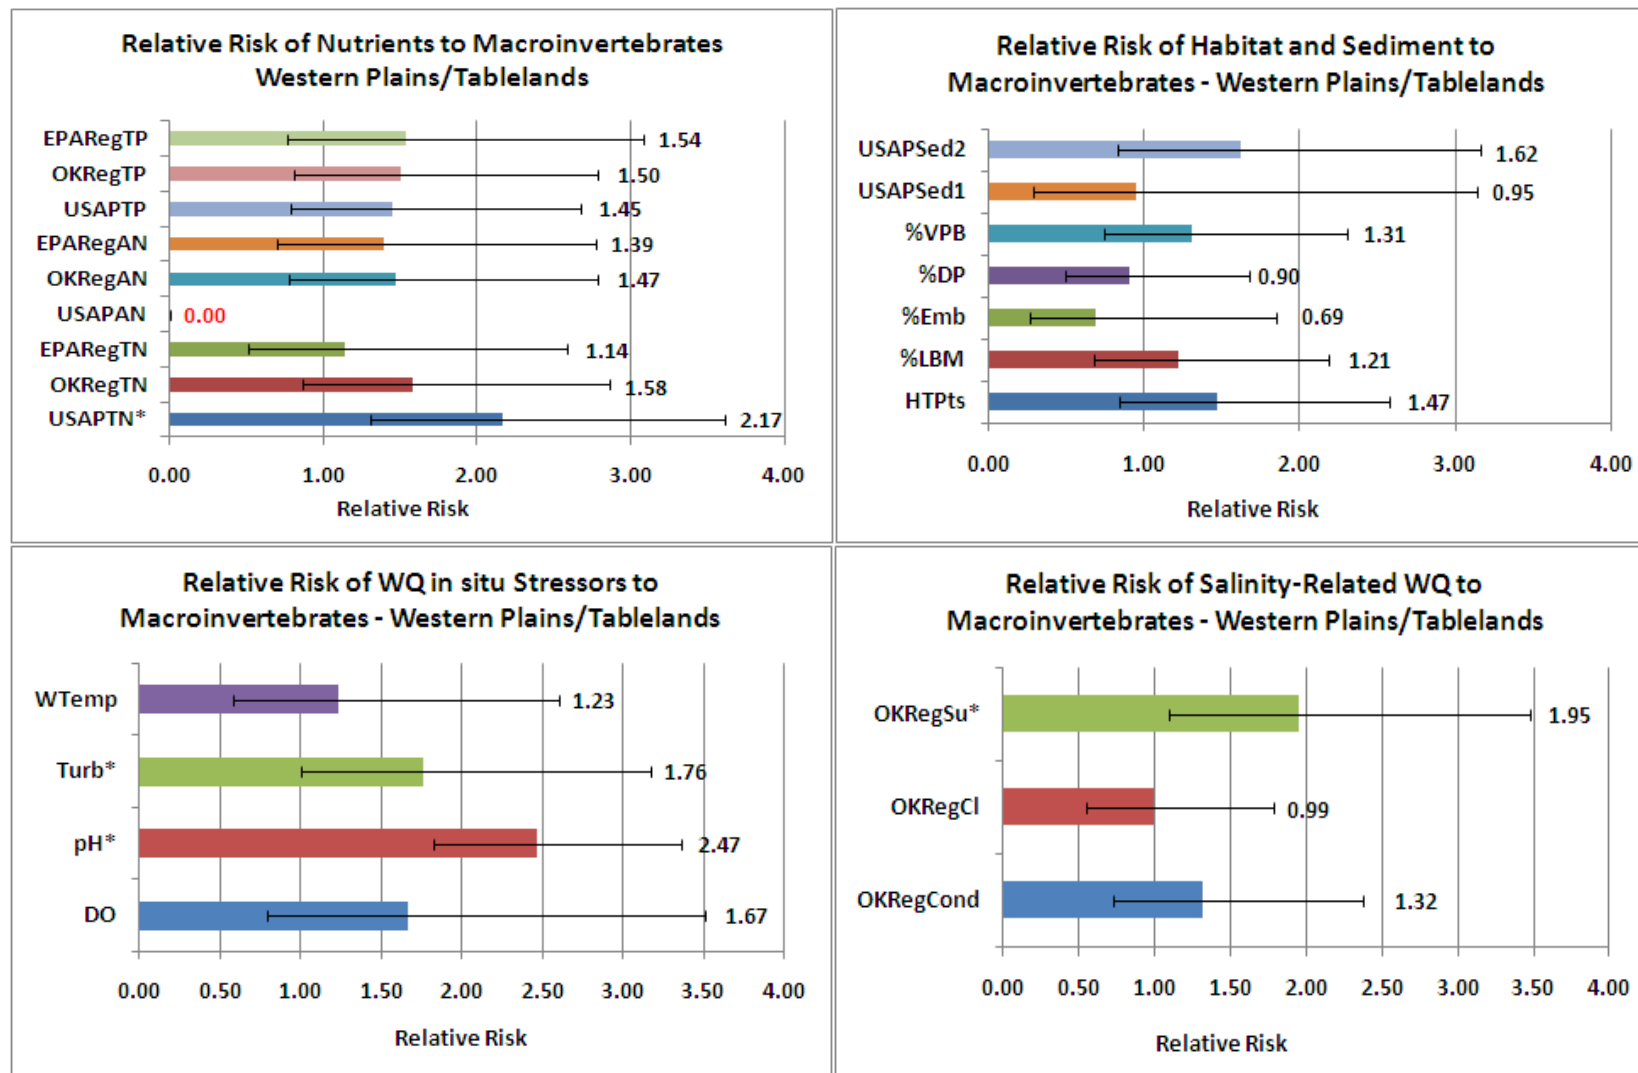 Relative Risk of Nutrients to Macroinvertebrates
Western Plains/Tablelands
EPARegTP 1.54
OKRegTP 1.50
USAPTP 1.45
EPARegAN 1.39
OKRegAN 1.47
USAPAN 0.00
EPARegTN 1.14
OKRegTN 1.58
USAPTN* 2.17
0.00 1.00 2.00 3.00 4.00
Relative Risk
Relative Risk of Habitat and Sediment to
Macroinvertebrates - Western Plains/Tablelands
USAPSed2 1.62
USAPSed1 0.95
%VPB 1.31
%DP 0.90
%Emb 0.69
%LBM 1.21
HTPts 1.47
0.00 1.00 2.00 3.00 4.00
Relative Risk
Relative Risk of WQ in situ Stressors to
Macroinvertebrates - Western Plains/Tablelands
WTemp 1.23
Turb* 1.76
pH* 2.47
DO 1.67
0.00 0.50 1.00 1.50 2.00 2.50 3.00 3.50 4.00
Relative Risk
Relative Risk of Salinity-Related WQ to
Macroinvertebrates - Western Plains/Tablelands
OKRegSu* 1.95
OKRegCl 0.99
OKRegCond 1.32
0.00 0.50 1.00 1.50 2.00 2.50 3.00 3.50 4.00
Relative Risk